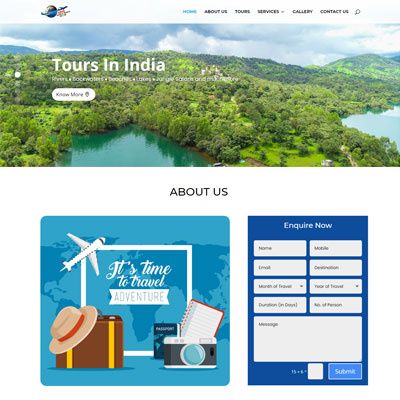 HOME ABOUT US TOURS SERVICES GALLERY CONTACT US
Tours In India
Rivers • Backwaters • Beaches • Lakes • Jungle Safaris and much more
Know More
ABOUT US
It's time
to travel
ADVENTURE
PASSPORT
Enquire Now
Name Mobile
Email Destination
Month of Travel Year of Travel
Duration (in Days) No. of Person
Message
15 + 6 =
Submit